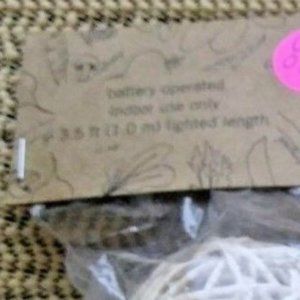 battery operated
indoor use only
3.5 ft (1.0 m) lighted length